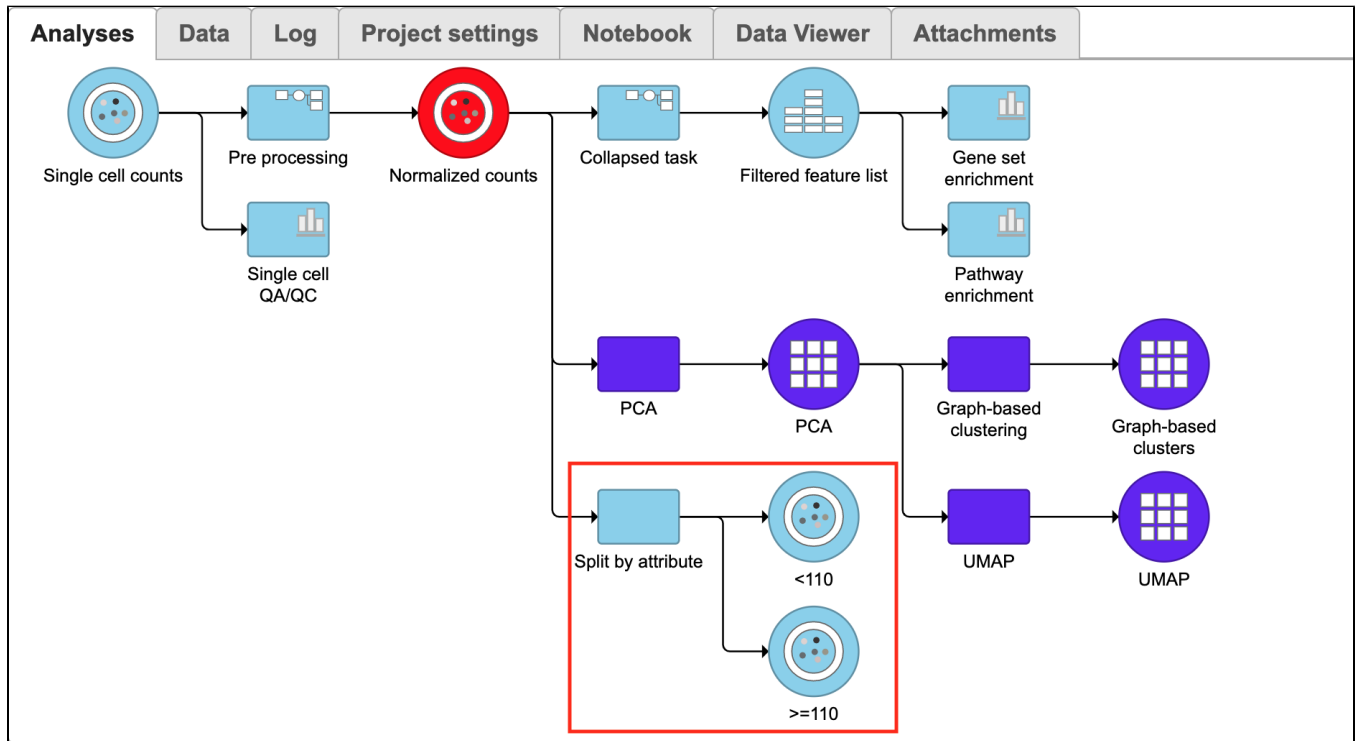 Analyses
Data
Log
Project settings
Notebook
Data Viewer
Attachments
Single cell counts
Pre processing
Normalized counts
Collapsed task
Filtered feature list
Gene set
enrichment
Single cell
QA/QC
Pathway
enrichment
PCA
PCA
Graph-based
clustering
Graph-based
clusters
Split by attribute
<110
UMAP
UMAP
>=110